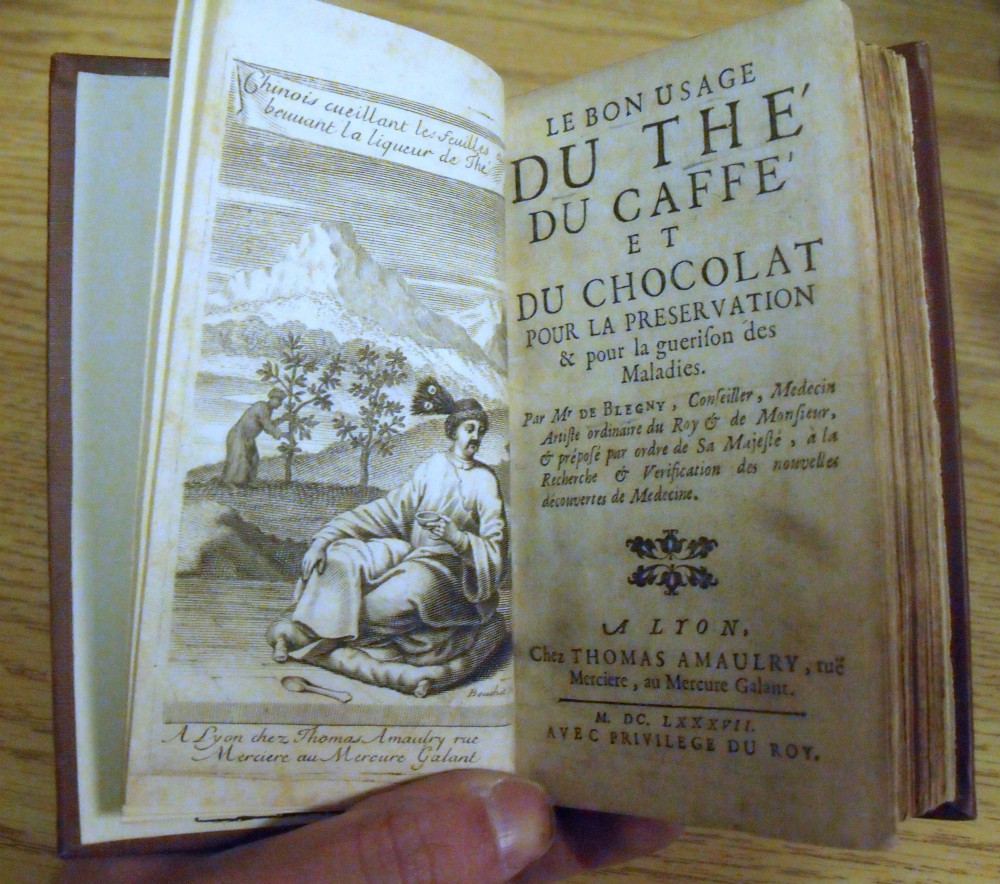 Chinois cueillant les feuilles
beuuant la liqueur de Thé
Bouchet
A Lyon chez Thomas Amaulry rue
Merciere au Mercure Galant
LE BON USAGE
DU THE´
DU CAFFE´
ET
DU CHOCOLAT
POUR LA PRESERVATION
& pour la gueriſon des
Maladies.
Par Mr DE BLEGNY, Conſeiller, Medecin
Artiſte ordinaire du Roy & de Monſieur,
& prépoſé par ordre de Sa Majeſté, à la
Recherche & Verification des nouvelles
découvertes de Medecine.
A LYON,
Chez THOMAS AMAULRY, ruë
Merciere, au Mercure Galant.
M. DC. LXXXVII.
AVEC PRIVILEGE DU ROY.